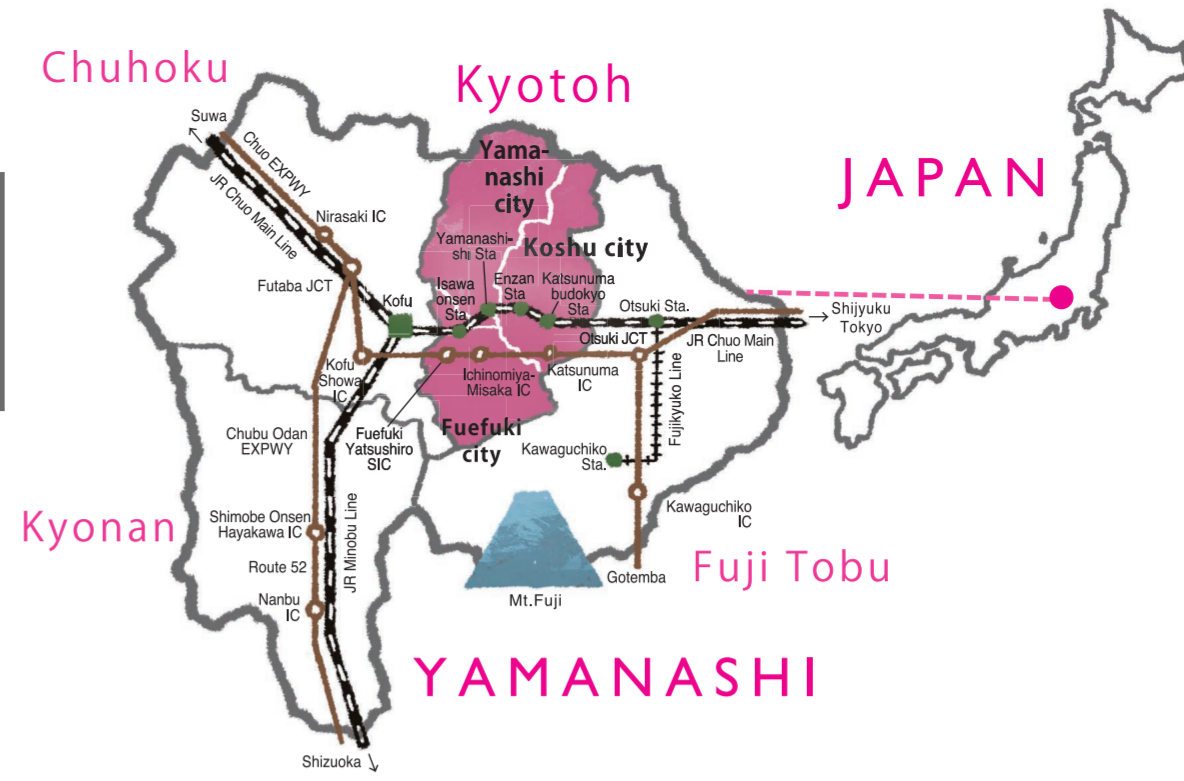 Chuhoku
Kyotoh
Suwa
Chuo EXPWY
JR Chuo Main Line
Nirasaki IC
Futaba JCT
Yama-
nashi
city
JAPAN
Yamanashi-
shi Sta
Koshu city
Isawa
onsen
Sta
Enzan
Sta
Katsunuma
budokyo
Sta
Kofu
Otsuki Sta.
Shijyuku
Tokyo
Otsuki JCT
JR Chuo Main
Line
Kofu
Showa
IC
Ichinomiya-
Misaka IC
Katsunuma
IC
Fujikyuko Line
Chubu Odan
EXPWY
Fuefuki
Yatsushiro
SIC
Fuefuki
city
Kawaguchiko
Sta.
Kyonan
Shimobe Onsen
Hayakawa IC
JR Minobu Line
Kawaguchiko
IC
Route 52
Nanbu
IC
Mt.Fuji
Gotemba
Fuji Tobu
YAMANASHI
Shizuoka